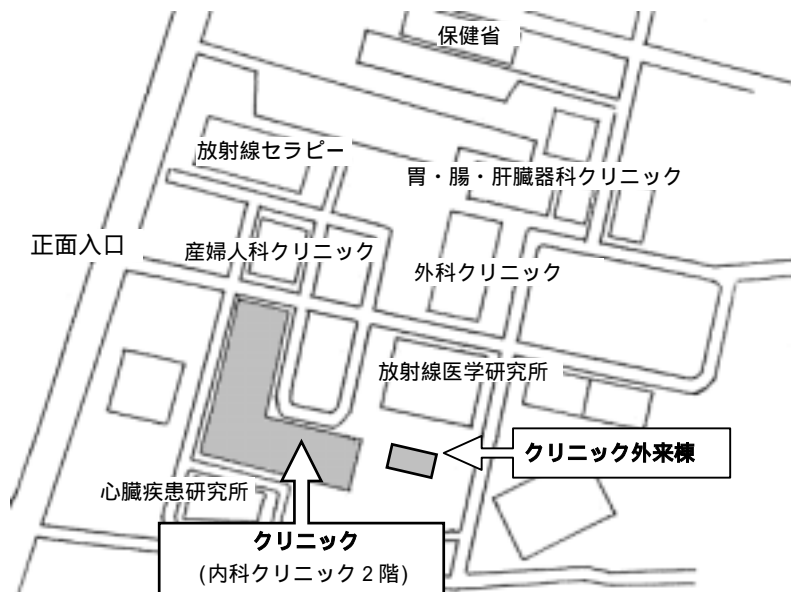 保健省
放射線セラピー
胃・腸・肝臓器科クリニック
正面入口
産婦人科クリニック
外科クリニック
放射線医学研究所
クリニック外来棟
心臓疾患研究所
クリニック
(内科クリニック2階)